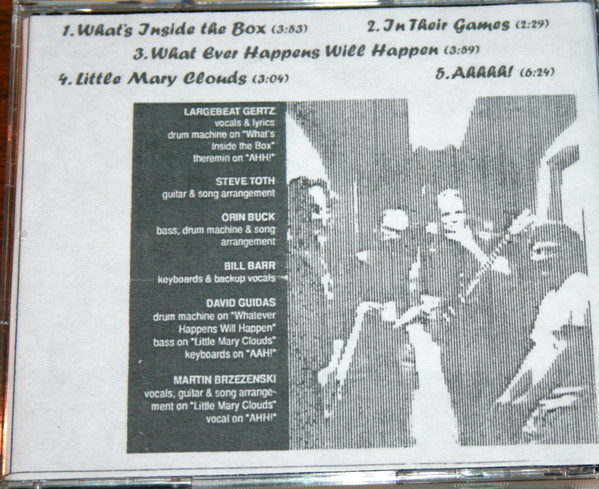 1. What's Inside the Box (3:53) 2. In Their Games (2:29)
3. What Ever Happens Will Happen (3:59)
4. Little Mary Clouds (3:04) 5. Ahhhh! (6:24)
LARGEBEAT GERTZ
vocals & lyrics
drum machine on "What's
Inside the Box"
theremin on "AHH!"
STEVE TOTH
guitar & song arrangement
ORIN BUCK
bass, drum machine & song
arrangement
BILL BARR
keyboards & backup vocals
DAVID GUIDAS
drum machine on "Whatever
Happens Will Happen"
bass on "Little Mary Clouds"
keyboards on "AAH!"
MARTIN BRZEZENSKI
vocals, guitar & song arrange-
ment on "Little Mary Clouds"
vocal on "AHH!"